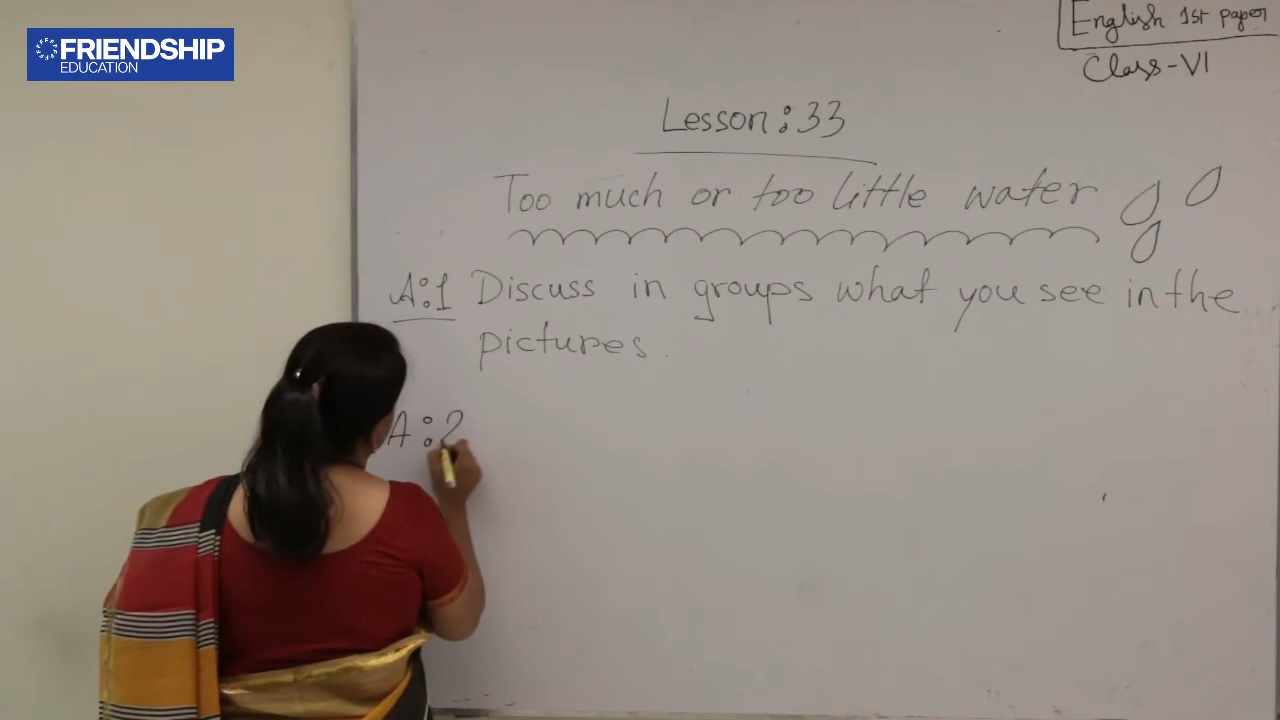 FRIENDSHIP
EDUCATION
English 1st paper
Class-VI
Lesson:33
Too much or too little water
A:1 Discuss in groups what you see in the
pictures.
A:2